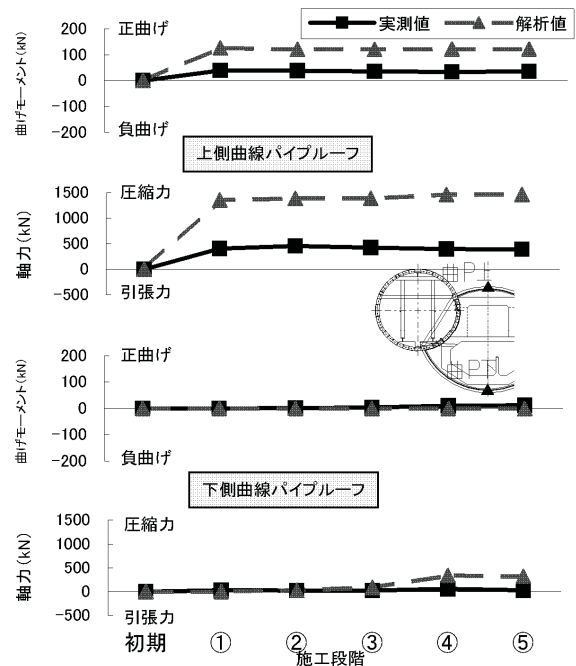 実測値 解析値
200
100
0
-100
-200
曲げモーメント(kN)
正曲げ
負曲げ
上側曲線パイプルーフ
1500
1000
500
0
-500
軸力(kN)
圧縮力
引張力
200
100
0
-100
-200
曲げモーメント(kN)
正曲げ
負曲げ
下側曲線パイプルーフ
1500
1000
500
0
-500
軸力(kN)
圧縮力
引張力
初期 ① ② ③ ④ ⑤
施工段階